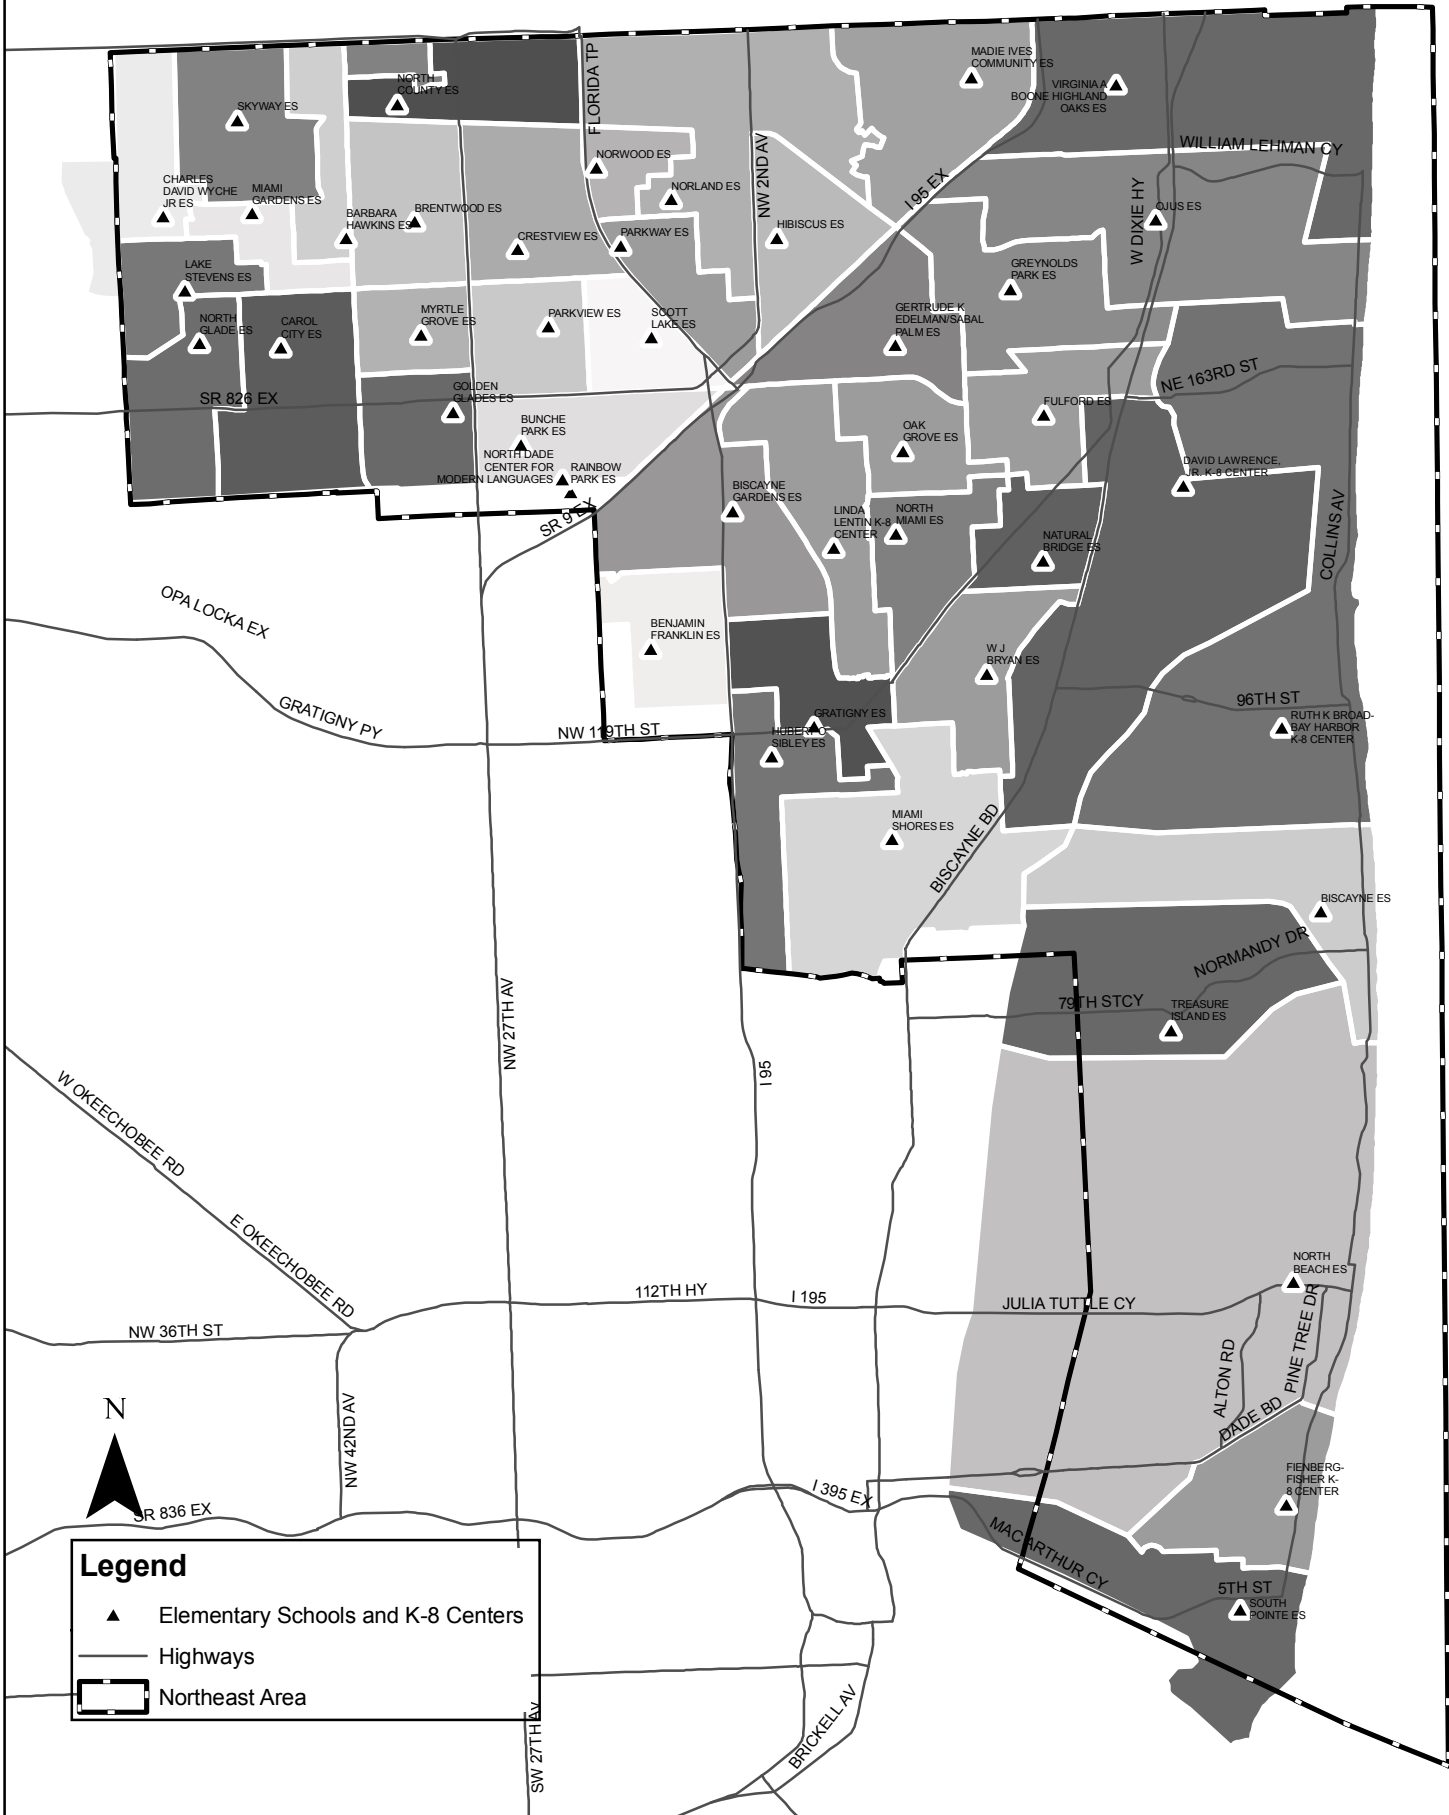 MADIE IVES
COMMUNITY ES
VIRGINIA A
BOONE HIGHLAND
OAKS ES
NORTH
COUNTY ES
SKYWAY ES
FLORIDA TP
NW 2ND AV
WILLIAM LEHMAN CY
NORWOOD ES
NORLAND ES
I 95 EX
W DIXIE HY
CHARLES
DAVID WYCHE
JR ES
MIAMI
GARDENS ES
BARBARA
HAWKINS ES
BRENTWOOD ES
CRESTVIEW ES
PARKWAY ES
HIBISCUS ES
OJUS ES
LAKE
STEVENS ES
GREYNOLDS
PARK ES
NORTH
GLADE ES
CAROL
CITY ES
MYRTLE
GROVE ES
PARKVIEW ES
SCOTT
LAKE ES
GERTRUDE K
EDELMAN/SABAL
PALM ES
SR 826 EX
GOLDEN
GLADES ES
NE 163RD ST
FULFORD ES
BUNCHE
PARK ES
OAK
GROVE ES
NORTH DADE
CENTER FOR
MODERN LANGUAGES
RAINBOW
PARK ES
DAVID LAWRENCE,
JR. K-8 CENTER
BISCAYNE
GARDENS ES
SR 9 EX
LINDA
LENTIN K-8
CENTER
NORTH
MIAMI ES
NATURAL
BRIDGE ES
COLLINS AV
OPA LOCKA EX
BENJAMIN
FRANKLIN ES
W J
BRYAN ES
GRATIGNY PY
NW 119TH ST
GRATIGNY ES
HUBERT O
SIBLEY ES
96TH ST
RUTH K BROAD-
BAY HARBOR
K-8 CENTER
MIAMI
SHORES ES
BISCAYNE BD
BISCAYNE ES
NORMANDY DR
79TH STCY
TREASURE
ISLAND ES
NW 27TH AV
I 95
W OKEECHOBEE RD
E OKEECHOBEE RD
NORTH
BEACH ES
112TH HY
I 195
JULIA TUTTLE CY
NW 36TH ST
PINE TREE DR
ALTON RD
DADE BD
N
NW 42ND AV
FIENBERG-
FISHER K-
8 CENTER
I 395 EX
SR 836 EX
MAC ARTHUR CY
5TH ST
SOUTH
POINTE ES
Legend
Elementary Schools and K-8 Centers
Highways
Northeast Area
SW 27TH AV
BRICKELL AV